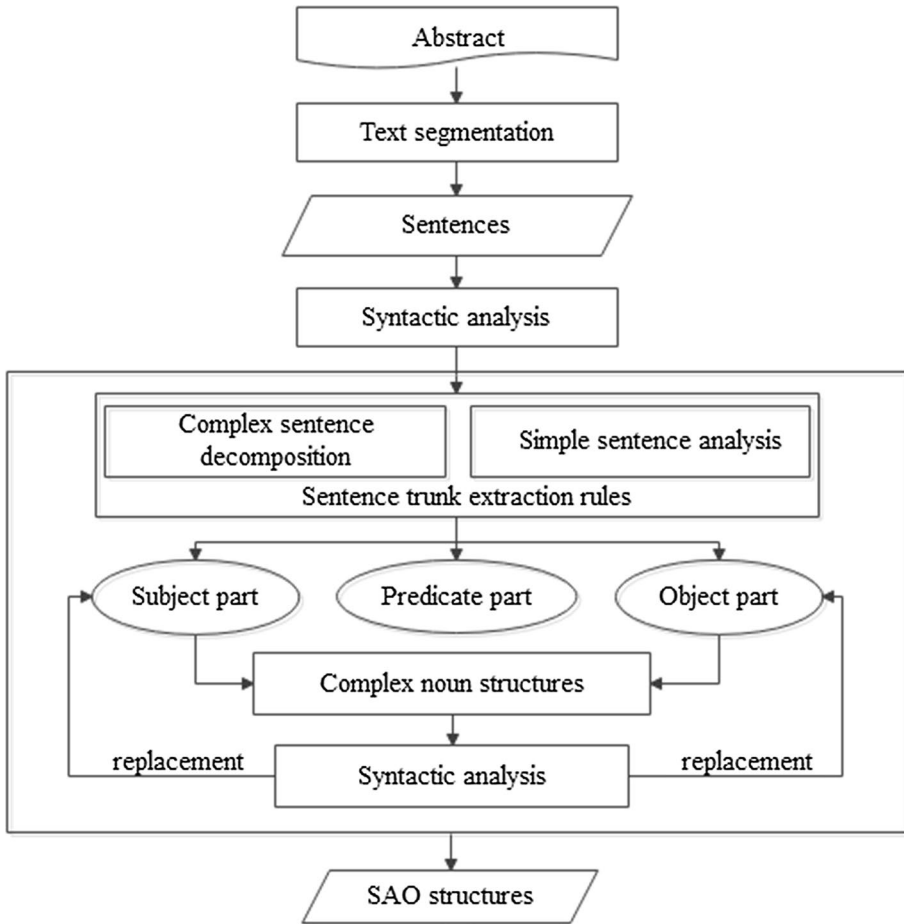 Abstract
Text segmentation
Sentences
Syntactic analysis
Complex sentence
decomposition
Simple sentence analysis
Sentence trunk extraction rules
Subject part
Predicate part
Object part
Complex noun structures
replacement
Syntactic analysis
replacement
SAO structures